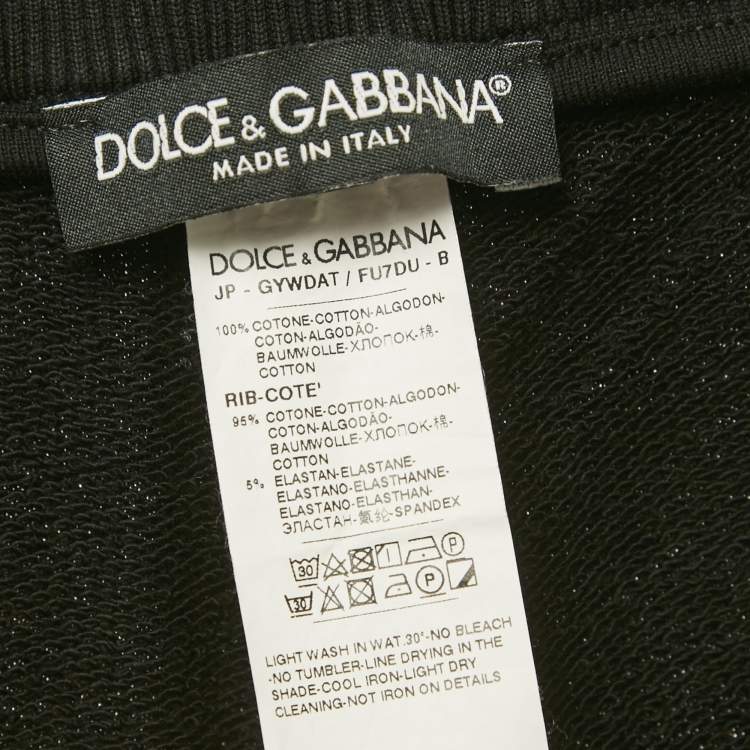 DOLCE & GABBANA®
MADE IN ITALY
DOLCE & GABBANA
JP - GYWDAT / FU7DU - B
100% COTONE-COTTON-ALGODON-
COTON-ALGODÃO-
BAUMWOLLE-ХЛОПОК-棉-
COTTON
RIB-COTE'
95% COTONE-COTTON-ALGODON-
COTON-ALGODÃO-
BAUMWOLLE-ХЛОПОК-棉-
COTTON
5% ELASTAN-ELASTANE-
ELASTANO-ELASTHANNE-
ELASTANO-ELASTHAN-
ЭЛАСТАН-氨纶-SPANDEX
30 P
30 P
LIGHT WASH IN WAT.30°-NO BLEACH
-NO TUMBLER-LINE DRYING IN THE
SHADE-COOL IRON-LIGHT DRY
CLEANING-NOT IRON ON DETAILS